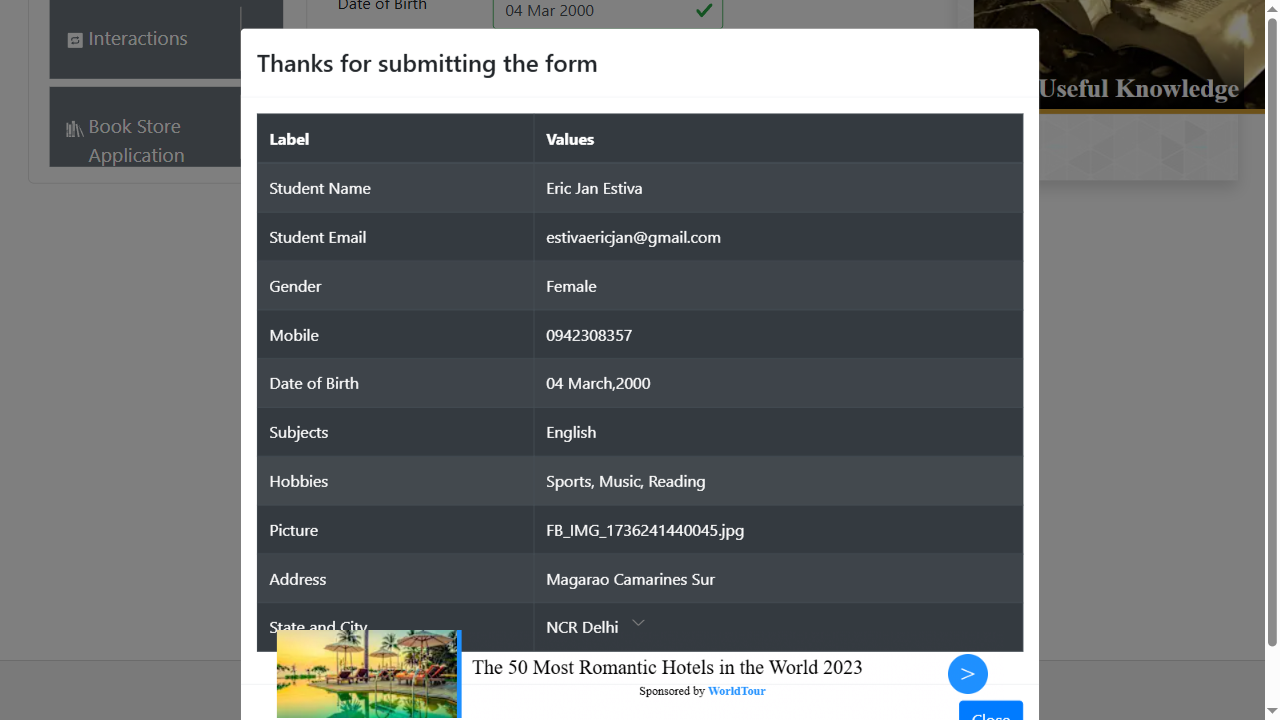 Date of Birth
04 Mar 2000
Interactions
Useful Knowledge
Book Store
Application
Thanks for submitting the form
Label Values
Student Name Eric Jan Estiva
Student Email estivaericjan@gmail.com
Gender Female
Mobile 0942308357
Date of Birth 04 March,2000
Subjects English
Hobbies Sports, Music, Reading
Picture FB_IMG_1736241440045.jpg
Address Magarao Camarines Sur
State and City NCR Delhi
The 50 Most Romantic Hotels in the World 2023
Sponsored by WorldTour
>
Close